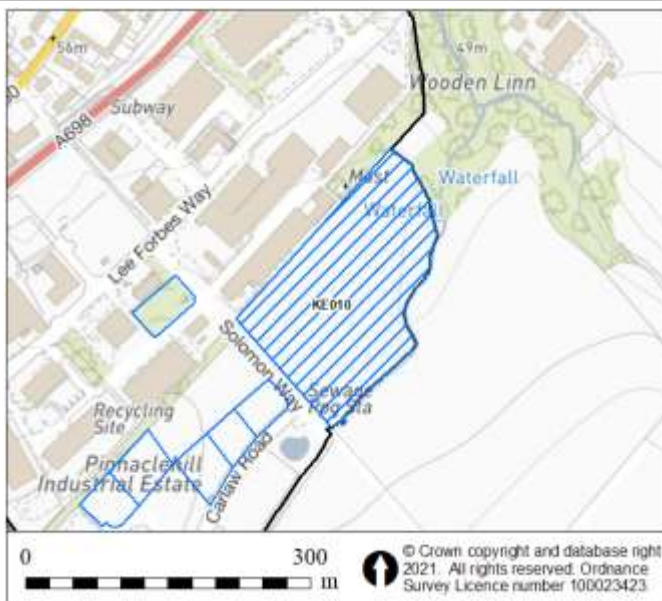 56m
49m
Wooden Linn
Subway
A698
Mast
Waterfall
Waterfall
Lee Forbes Way
KE010
Solomon Way
Sewage
Ppg Sta
Recycling
Site
Pinnaclehill
Industrial Estate
Carlaw Road
0 300
m
© Crown copyright and database right
2021. All rights reserved. Ordnance
Survey Licence number 100023423.